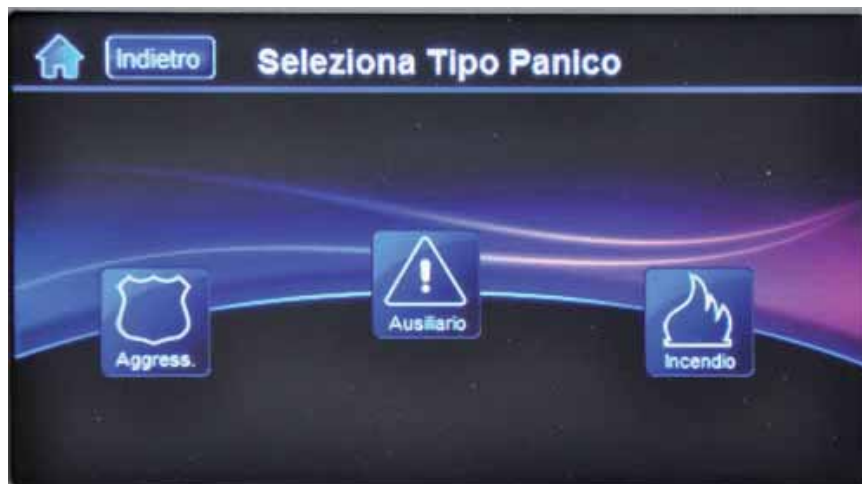 Indietro
Seleziona Tipo Panico
Aggress.
Ausiliario
Incendio